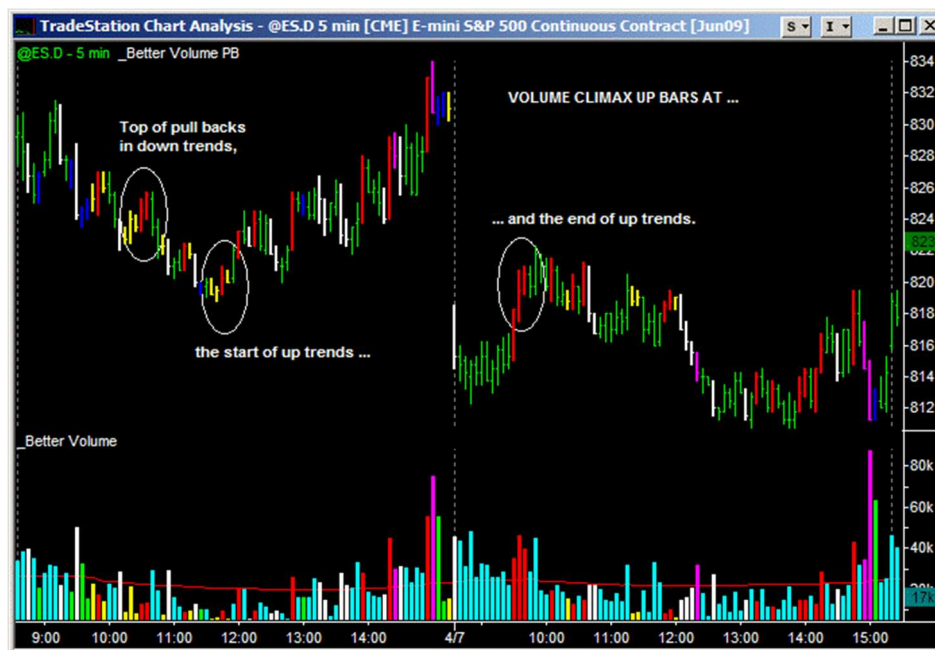 TradeStation Chart Analysis - @ES.D 5 min [CME] E-mini S&P 500 Continuous Contract [Jun09]
S I
@ES.D - 5 min _Better Volume PB
VOLUME CLIMAX UP BARS AT ...
Top of pull backs
in down trends,
... and the end of up trends.
the start of up trends ...
834
832
830
828
826
824
823
822
820
818
816
814
812
_Better Volume
80k
60k
40k
20k
17k
9:00 10:00 11:00 12:00 13:00 14:00 4/7 10:00 11:00 12:00 13:00 14:00 15:00